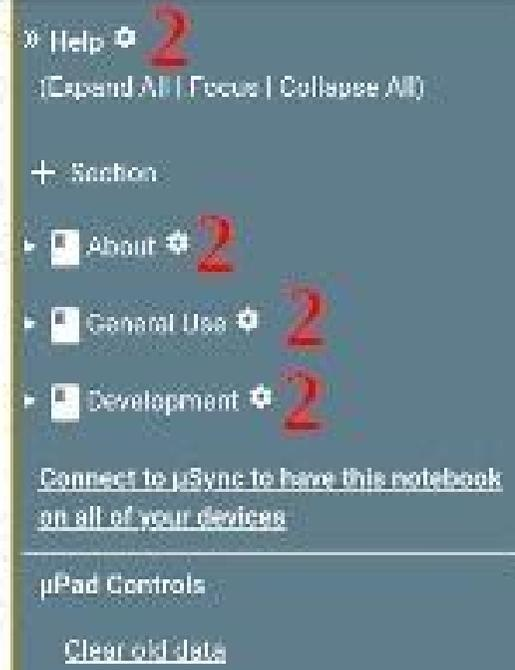 » Help 2
(Expand All | Focus | Collapse All)
+ Section
About 2
General Use 2
Development 2
Connect to μSync to have this notebook
on all of your devices
μPad Controls
Clear old data